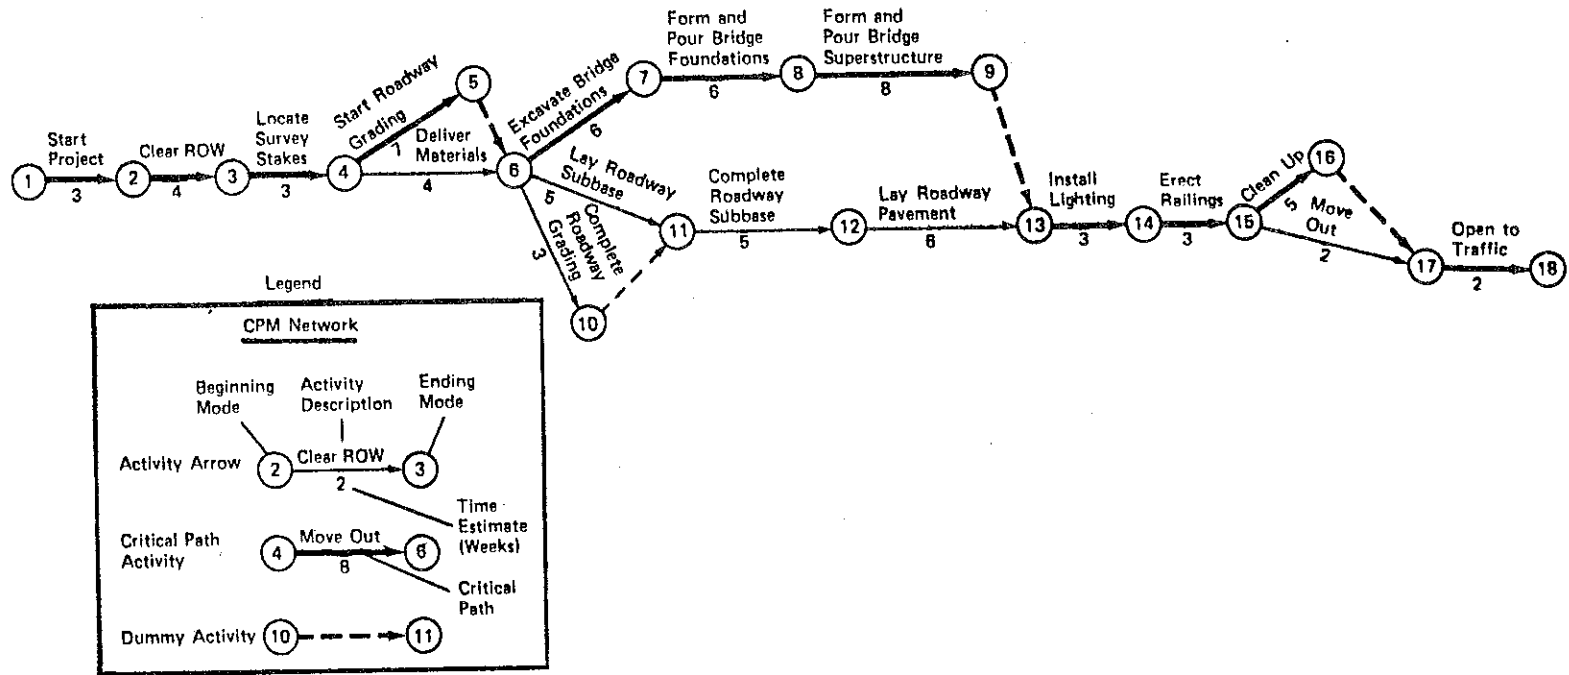 Form and
Pour Bridge
Foundations
6
Form and
Pour Bridge
Superstructure
8
Start Roadway
Grading
7
Excavate Bridge
Foundations
6
5
7
8
9
Start
Project
3
Clear ROW
4
Locate
Survey
Stakes
3
Deliver
Materials
4
1
2
3
4
6
Lay Roadway
Subbase
5
Complete
Roadway
Grading
3
Complete
Roadway
Subbase
5
Lay Roadway
Pavement
6
Install
Lighting
3
Erect
Railings
3
Clean Up
5
Move
Out
2
Open to
Traffic
2
10
11
12
13
14
15
16
17
18
Legend
CPM Network
Beginning
Mode
Activity
Description
Ending
Mode
Activity Arrow
2
Clear ROW
2
3
Time
Estimate
(Weeks)
Critical Path
Activity
4
Move Out
8
Critical
Path
Dummy Activity
10
11